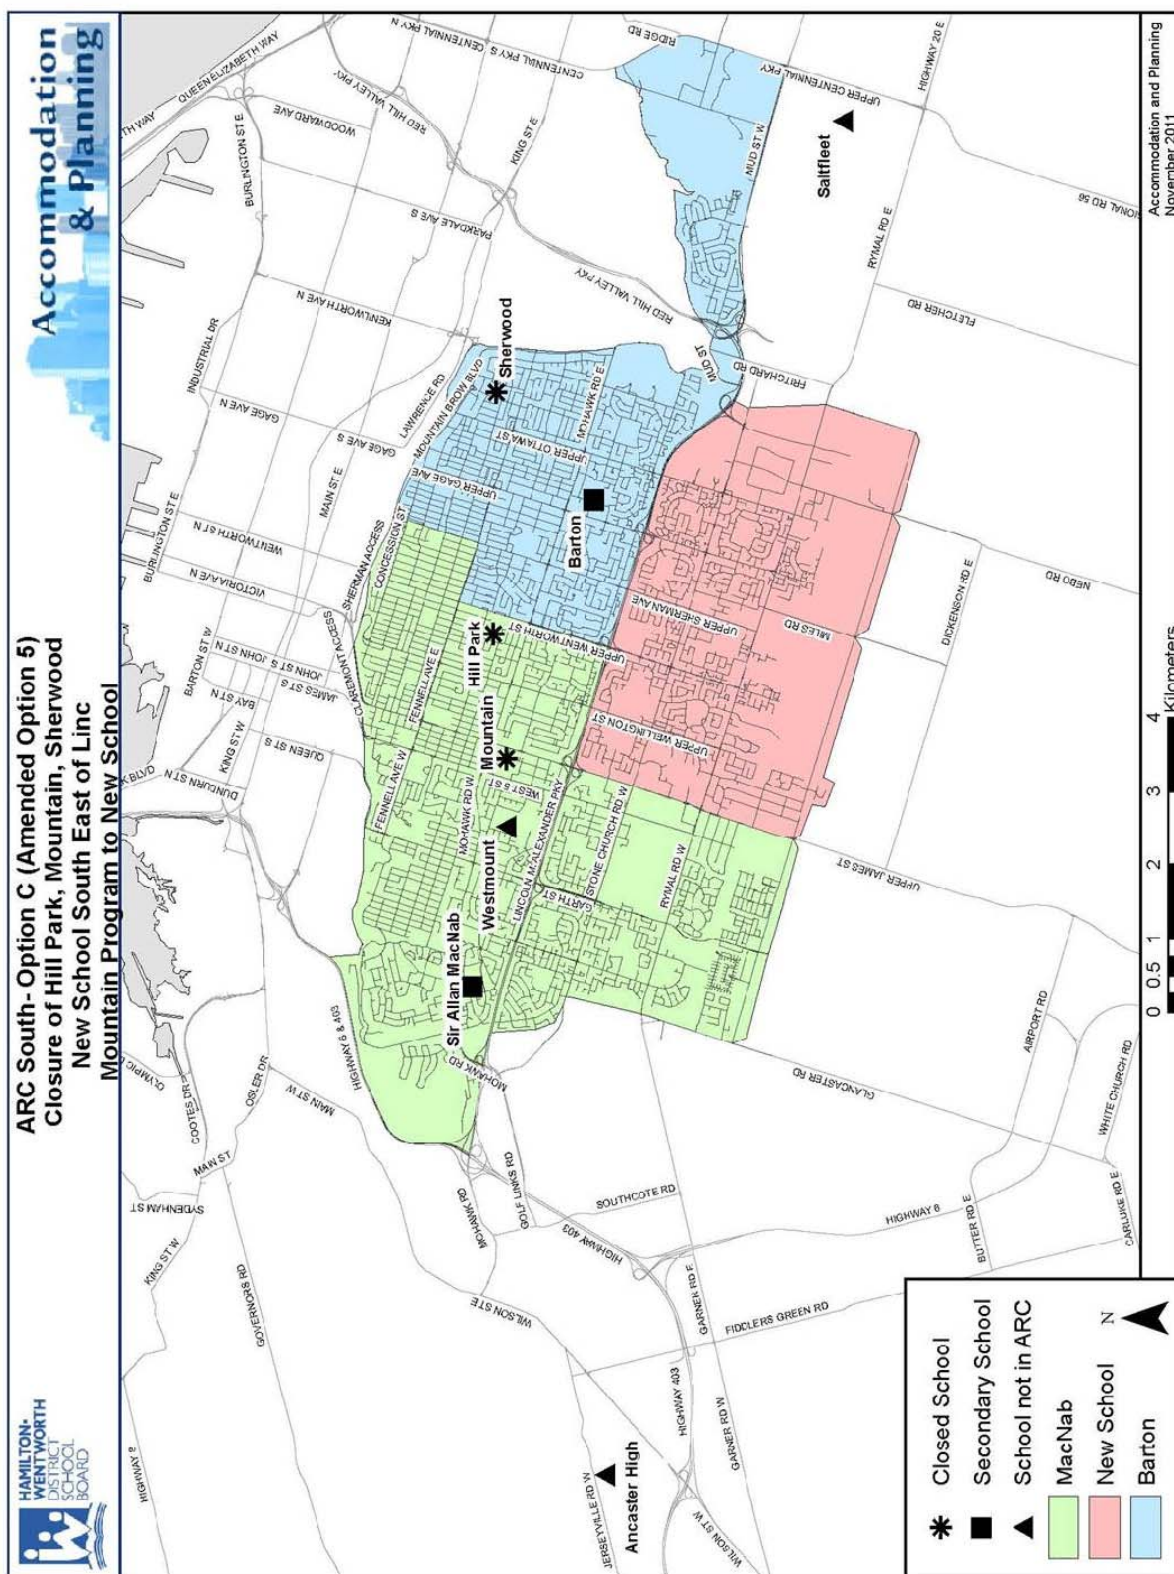 HAMILTON-
WENTWORTH
DISTRICT
SCHOOL
BOARD
ARC South- Option C (Amended Option 5)
Closure of Hill Park, Mountain, Sherwood
New School South East of Linc
Mountain Program to New School
Accommodation
& Planning
HIGHWAY 6
SYDENHAM ST
KING ST W
GOVERNORS RD
MAIN ST
COOTES DR
OSLER DR
MAIN ST W
HIGHWAY 6 & 403
DUNDURN ST N
KING ST W
QUEEN ST S
BAY ST N
BARTON ST W
JAMES ST S
JOHN ST S
JOHN ST N
CLAREMONT ACCESS
VICTORIA AVE N
WENTWORTH ST N
BURLINGTON ST E
SHERMAN ACCESS
CONCESSION ST
MAIN ST E
GAGE AVE N
GAGE AVE S
INDUSTRIAL DR
LAWRENCE RD
MOUNTAIN BROW BLVD
KENILWORTH AVE N
BURLINGTON ST E
WOODWARD AVE
QUEEN ELIZABETH WAY
PARKDALE AVE S
RED HILL VALLEY PKY
KING ST E
CENTENNIAL PKY N
CENTENNIAL PKY S
RIDGE RD
RED HILL VALLEY PKY
MUD ST W
UPPER CENTENNIAL PKY
HIGHWAY 20 E
Saltfleet
RYMAL RD E
FLETCHER RD
MUD ST
Sherwood
UPPER OTTAWA ST
MOHAWK RD E
UPPER GAGE AVE
Barton
Hill Park
UPPER WENTWORTH ST
FENNELL AVE E
FENNELL AVE W
Mountain
WEST 5 ST
MOHAWK RD W
Westmount
Sir Allan MacNab
LINCOLN M ALEXANDER PKY
GARTH ST
STONE CHURCH RD W
RYMAL RD W
UPPER WELLINGTON ST
UPPER SHERMAN AVE
MILES RD
NEBO RD
DICKENSON RD E
UPPER JAMES ST
MOHAWK RD
GLANCASTER RD
AIRPORT RD
WHITE CHURCH RD
CARLUKE RD E
BUTTER RD E
HIGHWAY 6
SOUTHCOTE RD
GOLF LINKS RD
MOHAWK RD
HIGHWAY 403
WILSON ST E
FIDDLERS GREEN RD
HIGHWAY 403
GARNER RD W
JERSEYVILLE RD W
Ancaster High
WILSON ST W
Closed School
Secondary School
School not in ARC
MacNab
New School
Barton
N
0 0.5 1 2 3 4
Kilometers
Accommodation and Planning
November 2011